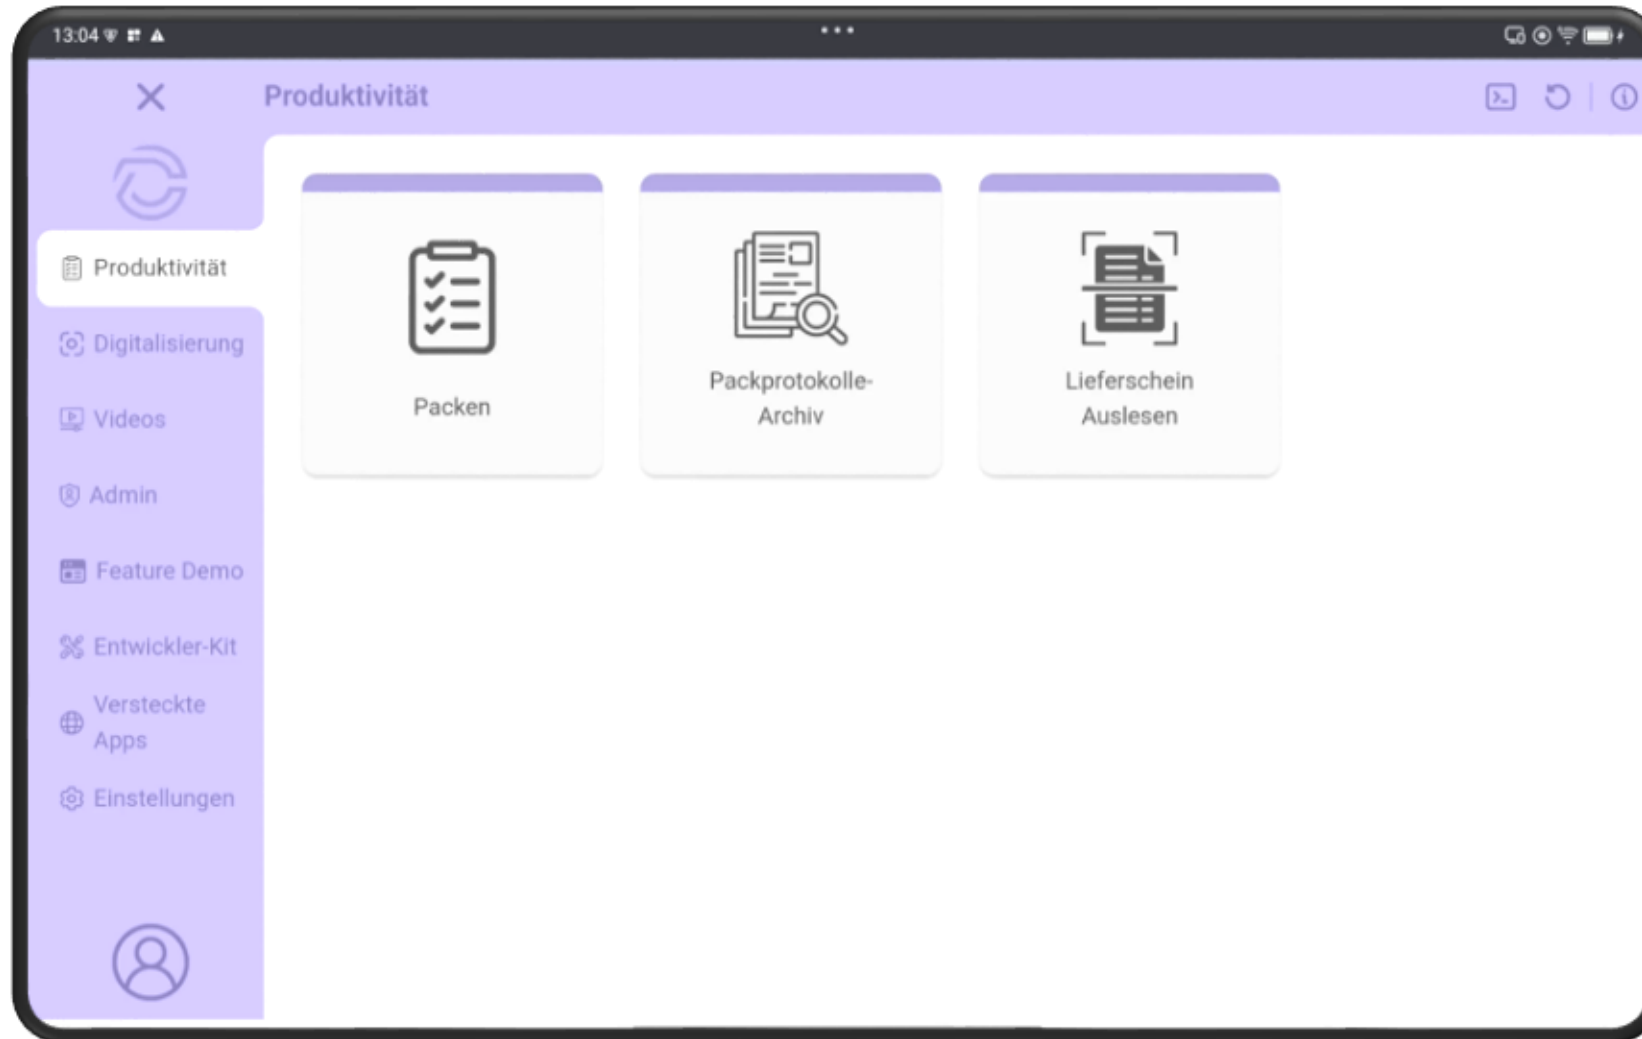 13:04
Produktivität
Produktivität
Digitalisierung
Videos
Admin
Feature Demo
Entwickler-Kit
Versteckte
Apps
Einstellungen
Packen
Packprotokolle-
Archiv
Lieferschein
Auslesen